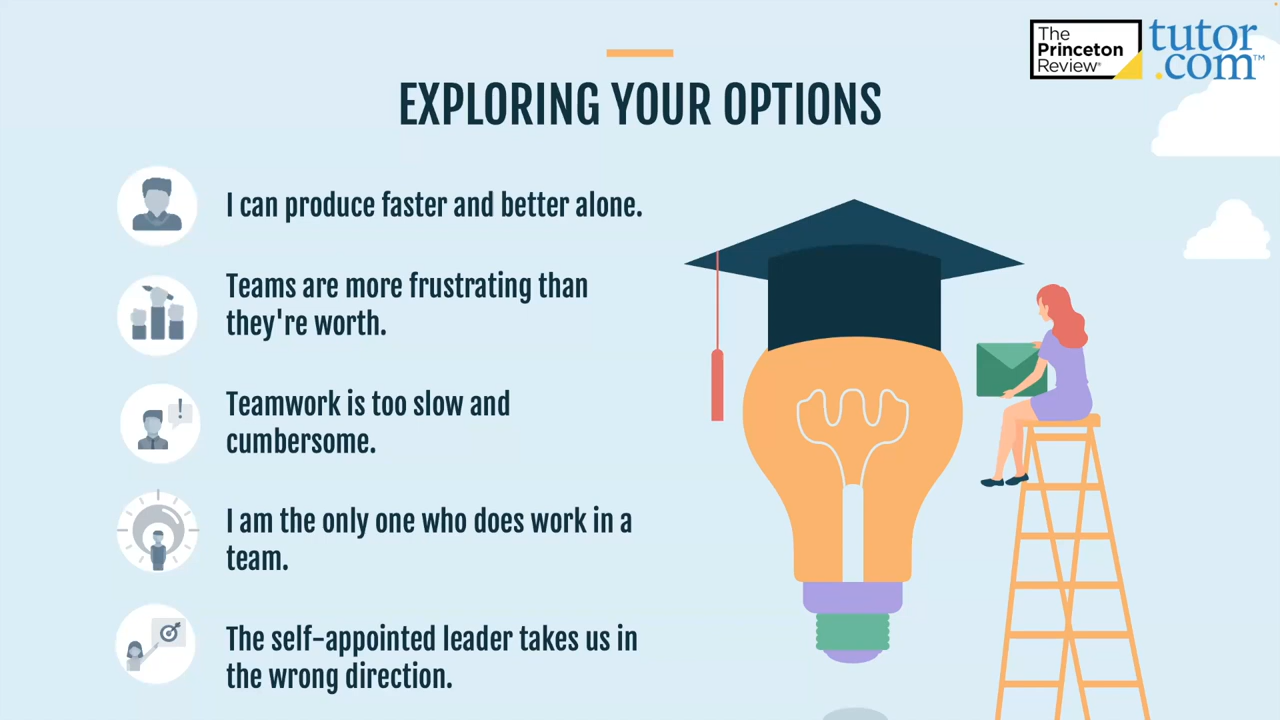 The
Princeton
Review®
tutor
.com™
EXPLORING YOUR OPTIONS
I can produce faster and better alone.
Teams are more frustrating than
they're worth.
Teamwork is too slow and
cumbersome.
!
I am the only one who does work in a
team.
The self-appointed leader takes us in
the wrong direction.